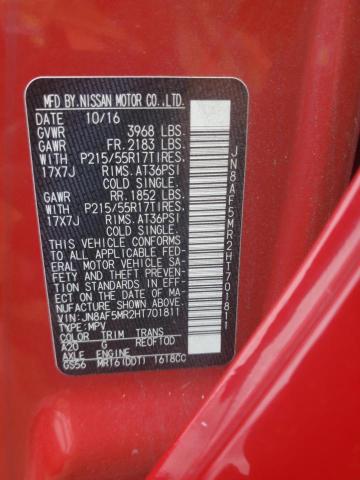 MFD BY NISSAN MOTOR CO.,LTD.
DATE 10/16
GVWR 3968 LBS.
GAWR FR.2183 LBS.
WITH P215/55R17TIRES,
17X7J RIMS.AT36PSI
COLD SINGLE.
GAWR RR.1852 LBS.
WITH P215/55R17TIRES,
17X7J RIMS.AT36PSI
COLD SINGLE.
THIS VEHICLE CONFORMS
TO ALL APPLICABLE FED-
ERAL MOTOR VEHICLE SA-
FETY AND THEFT PREVEN-
TION STANDARDS IN EFF-
ECT ON THE DATE OF MA-
NUFACTURE SHOWN ABOVE.
VIN:JN8AF5MR2HT701811
TYPE:MPV
COLOR TRIM TRANS
A20 G RE0F10D
AXLE ENGINE
GS56 MR16(DDT) 1618CC
JN8AF5MR2HT701811